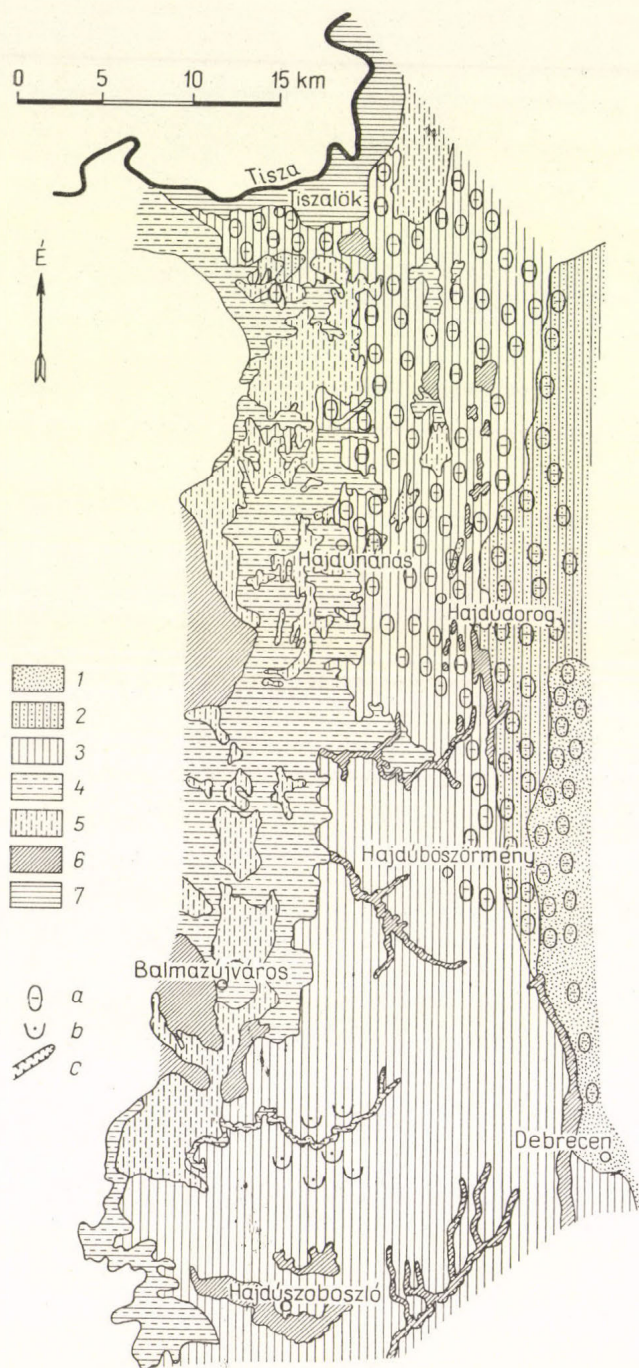 0 5 10 15 km
Tisza
Tiszalök
É
Hajdúnánás
Hajdúdorog
1
2
3
4
5
6
7
Hajdúböszörmény
Balmazújváros
a
b
c
Debrecen
Hajdúszoboszló